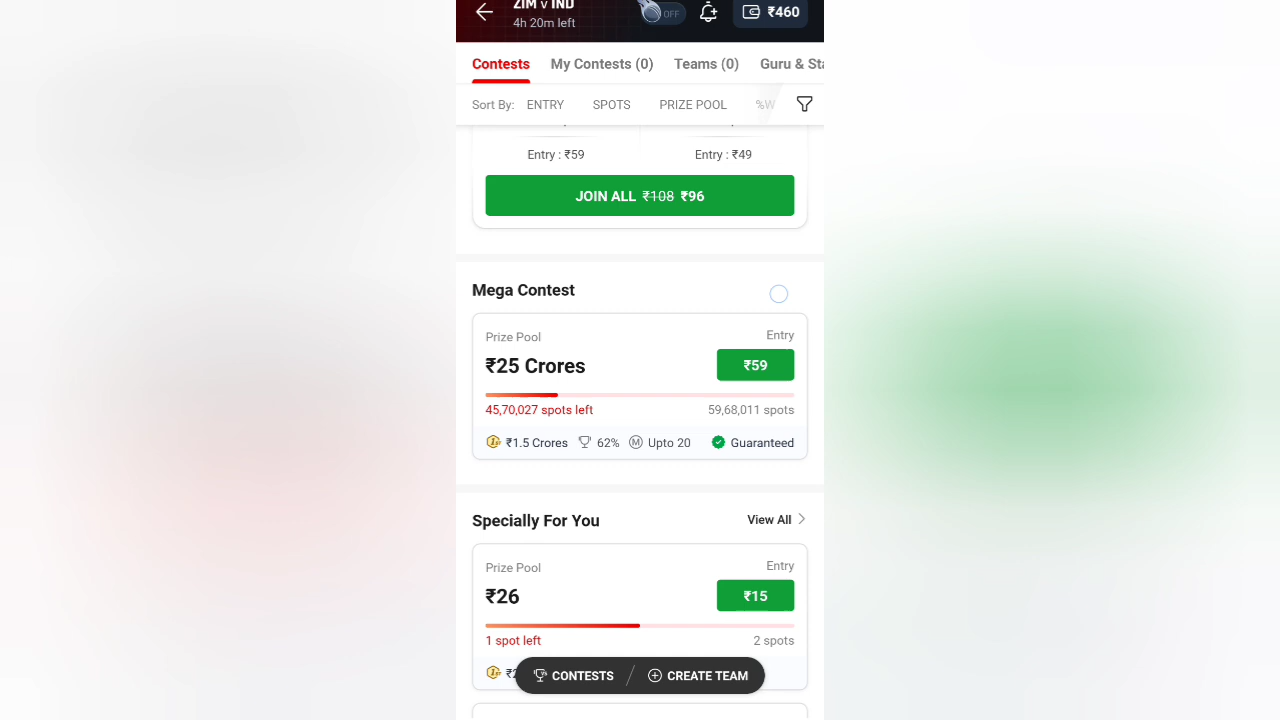 ZIM v IND
4h 20m left
OFF
₹460
Contests
My Contests (0)
Teams (0)
Guru & Sta
Sort By: ENTRY SPOTS PRIZE POOL %W
Entry : ₹59
Entry : ₹49
JOIN ALL ₹108 ₹96
Mega Contest
Prize Pool
Entry
₹25 Crores
₹59
45,70,027 spots left
59,68,011 spots
₹1.5 Crores 62% M Upto 20 Guaranteed
Specially For You
View All
Prize Pool
Entry
₹26
₹15
1 spot left
2 spots
CONTESTS
CREATE TEAM